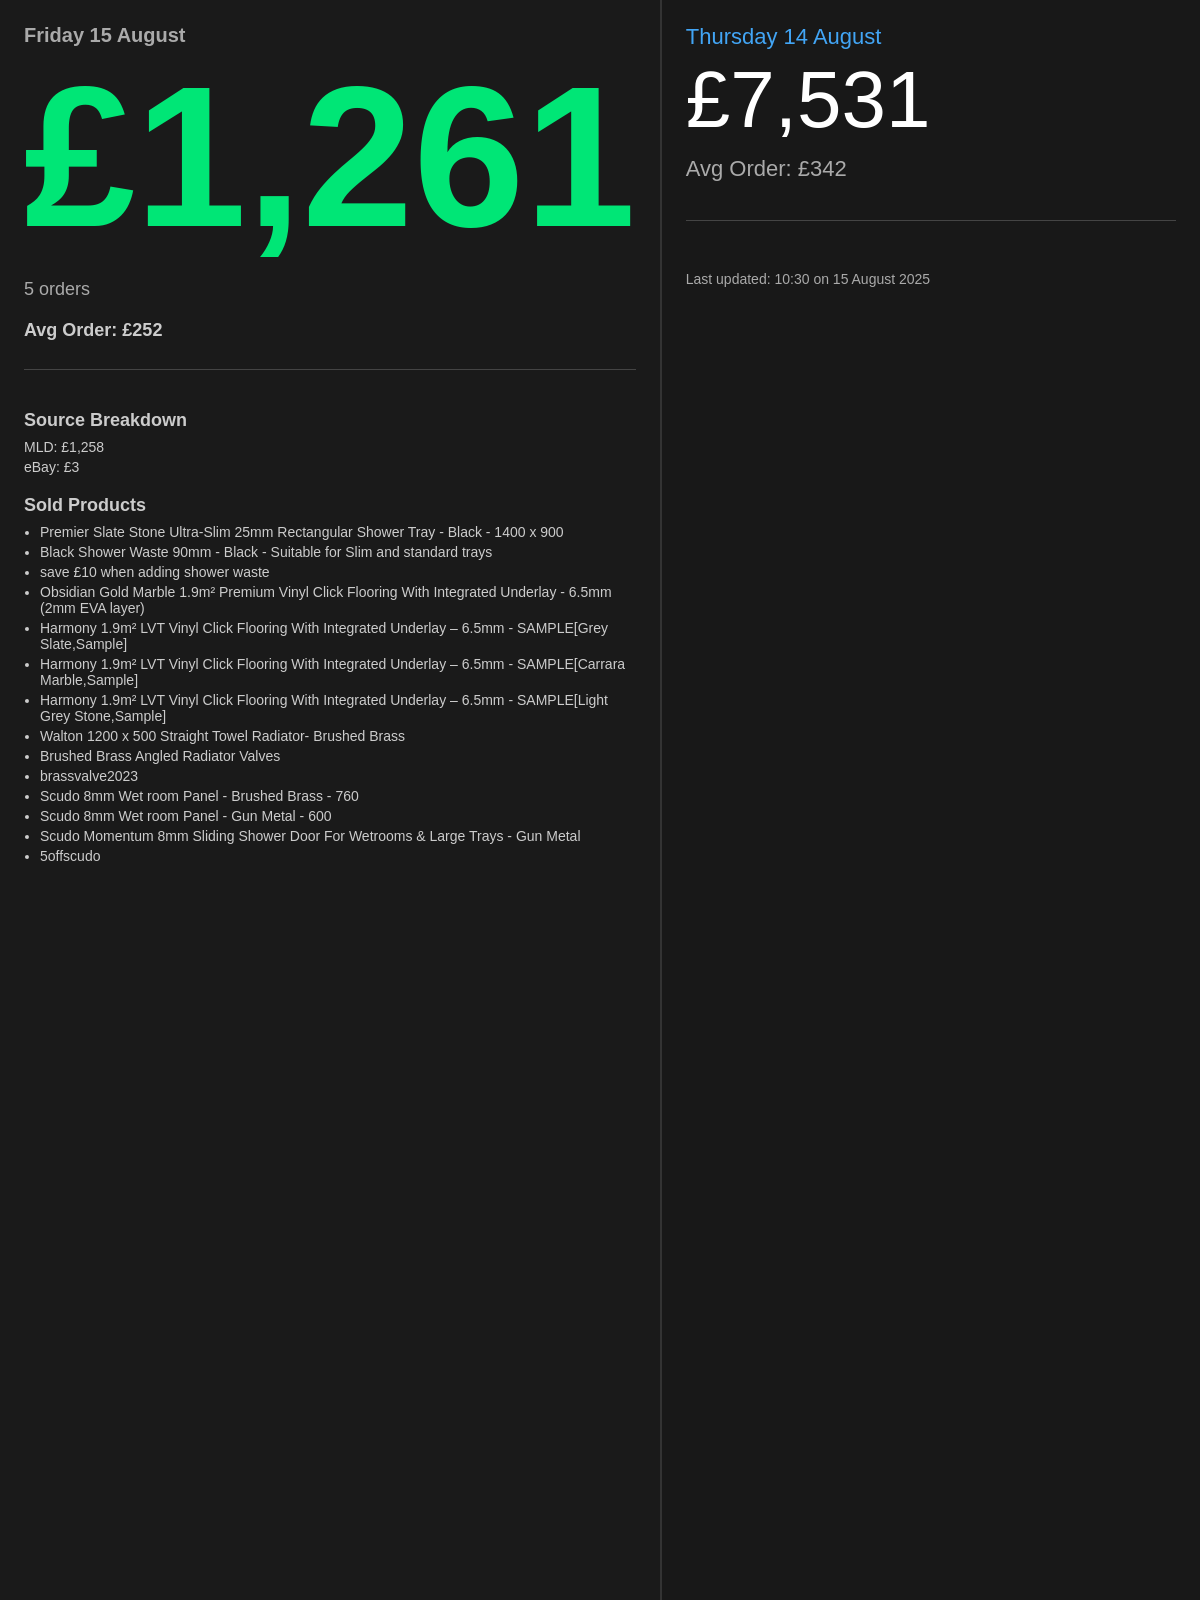 Friday 15 August
£1,261
5 orders
Avg Order: £252
Source Breakdown
MLD: £1,258
eBay: £3
Sold Products
• Premier Slate Stone Ultra-Slim 25mm Rectangular Shower Tray - Black - 1400 x 900
• Black Shower Waste 90mm - Black - Suitable for Slim and standard trays
• save £10 when adding shower waste
• Obsidian Gold Marble 1.9m² Premium Vinyl Click Flooring With Integrated Underlay - 6.5mm
(2mm EVA layer)
• Harmony 1.9m² LVT Vinyl Click Flooring With Integrated Underlay – 6.5mm - SAMPLE[Grey
Slate,Sample]
• Harmony 1.9m² LVT Vinyl Click Flooring With Integrated Underlay – 6.5mm - SAMPLE[Carrara
Marble,Sample]
• Harmony 1.9m² LVT Vinyl Click Flooring With Integrated Underlay – 6.5mm - SAMPLE[Light
Grey Stone,Sample]
• Walton 1200 x 500 Straight Towel Radiator- Brushed Brass
• Brushed Brass Angled Radiator Valves
• brassvalve2023
• Scudo 8mm Wet room Panel - Brushed Brass - 760
• Scudo 8mm Wet room Panel - Gun Metal - 600
• Scudo Momentum 8mm Sliding Shower Door For Wetrooms & Large Trays - Gun Metal
• 5offscudo
Thursday 14 August
£7,531
Avg Order: £342
Last updated: 10:30 on 15 August 2025